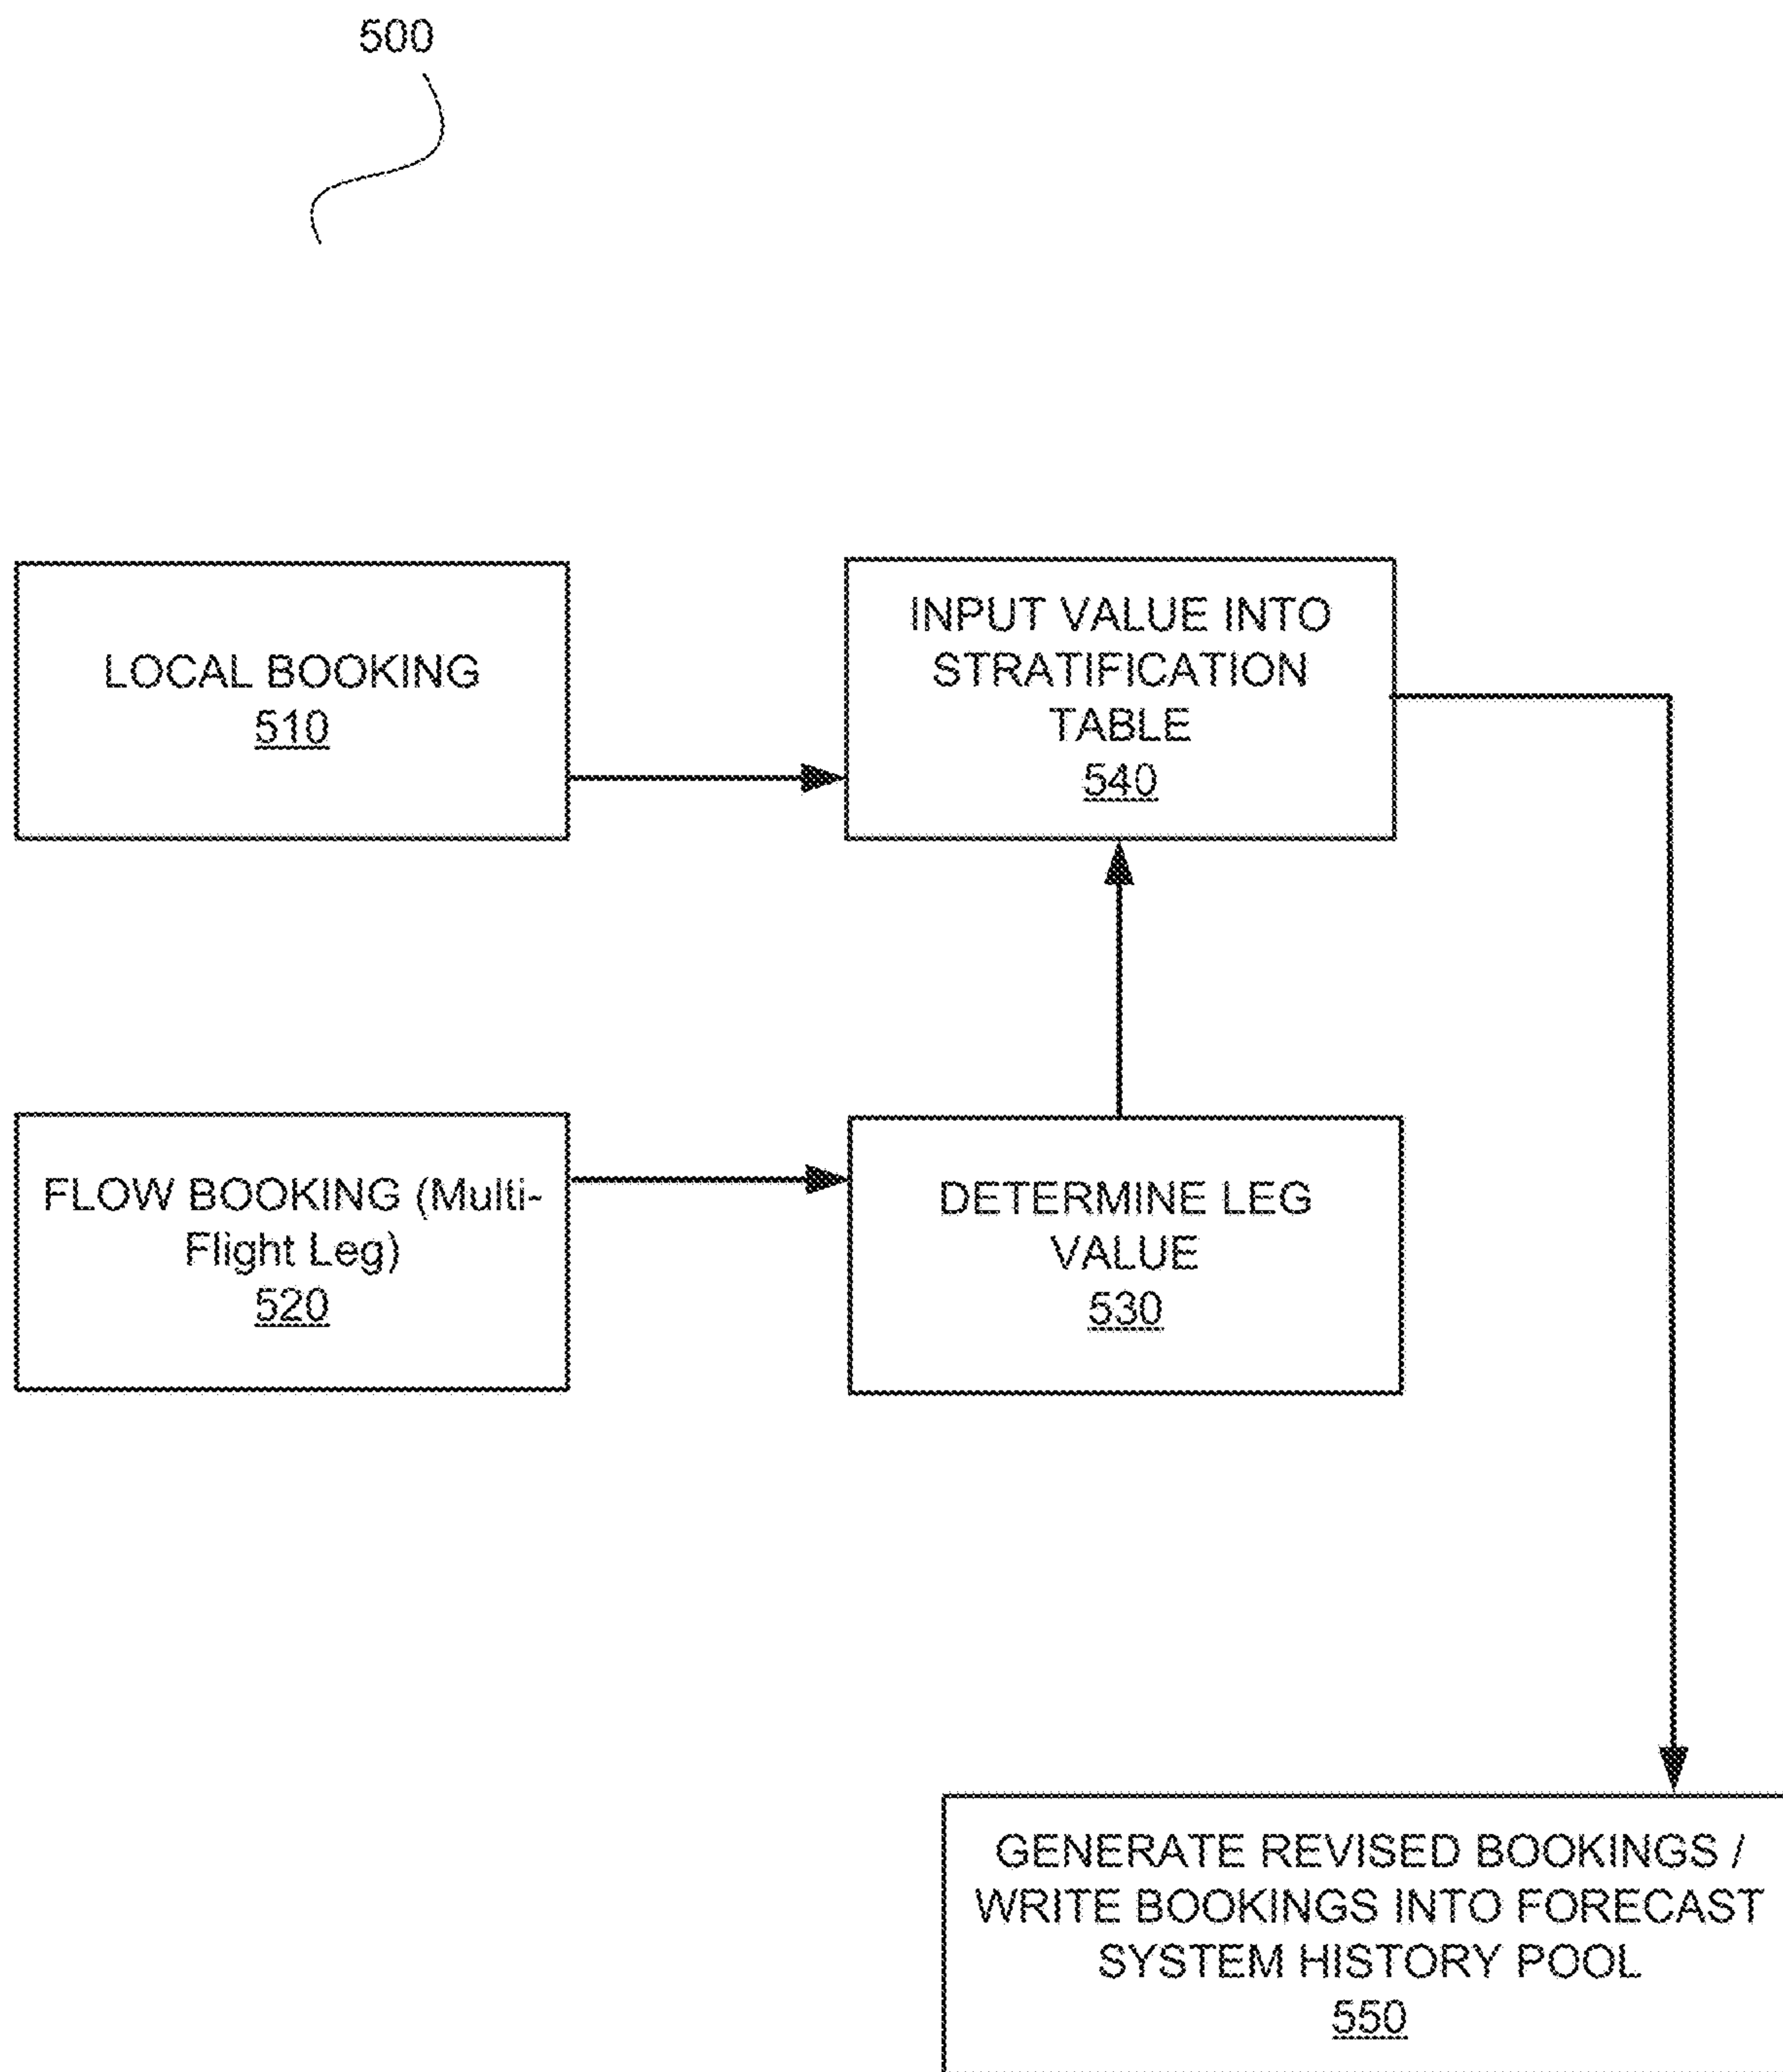 500
LOCAL BOOKING
510
INPUT VALUE INTO
STRATIFICATION
TABLE
540
FLOW BOOKING (Multi-
Flight Leg)
520
DETERMINE LEG
VALUE
530
GENERATE REVISED BOOKINGS /
WRITE BOOKINGS INTO FORECAST
SYSTEM HISTORY POOL
550